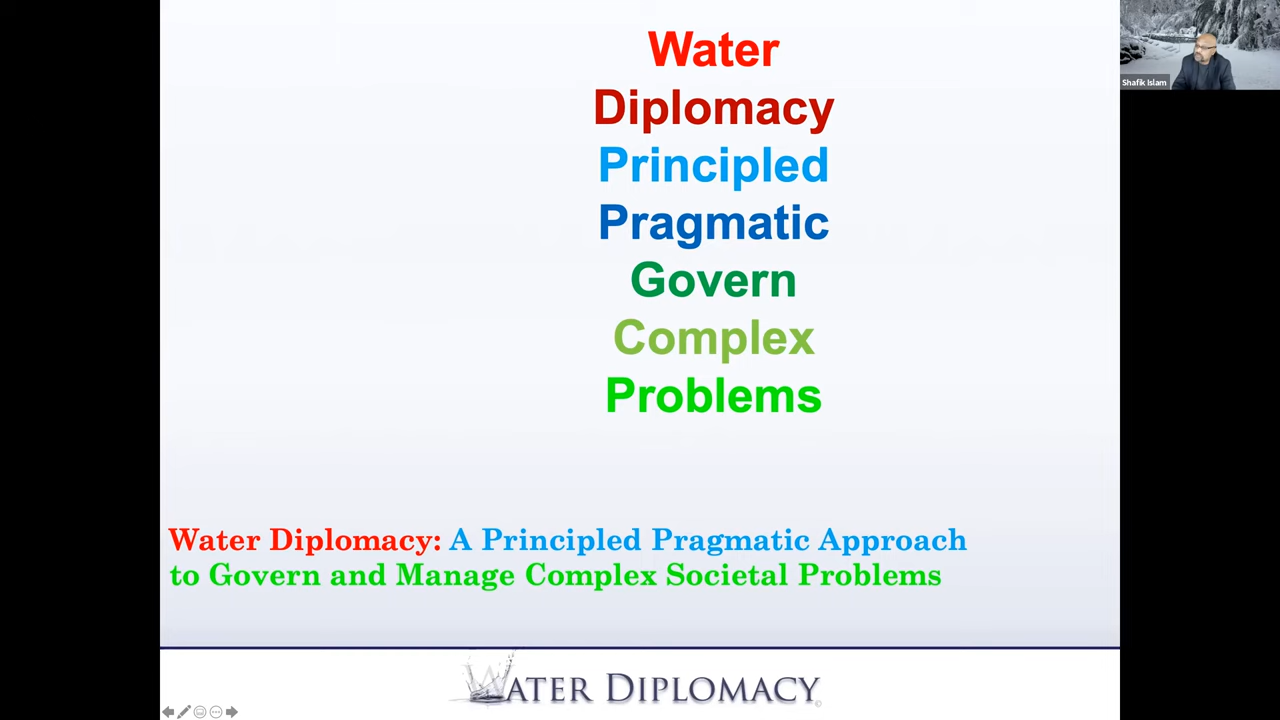 Water
Diplomacy
Principled
Pragmatic
Govern
Complex
Problems
Water Diplomacy: A Principled Pragmatic Approach
to Govern and Manage Complex Societal Problems
WATER DIPLOMACY©
Shafik Islam